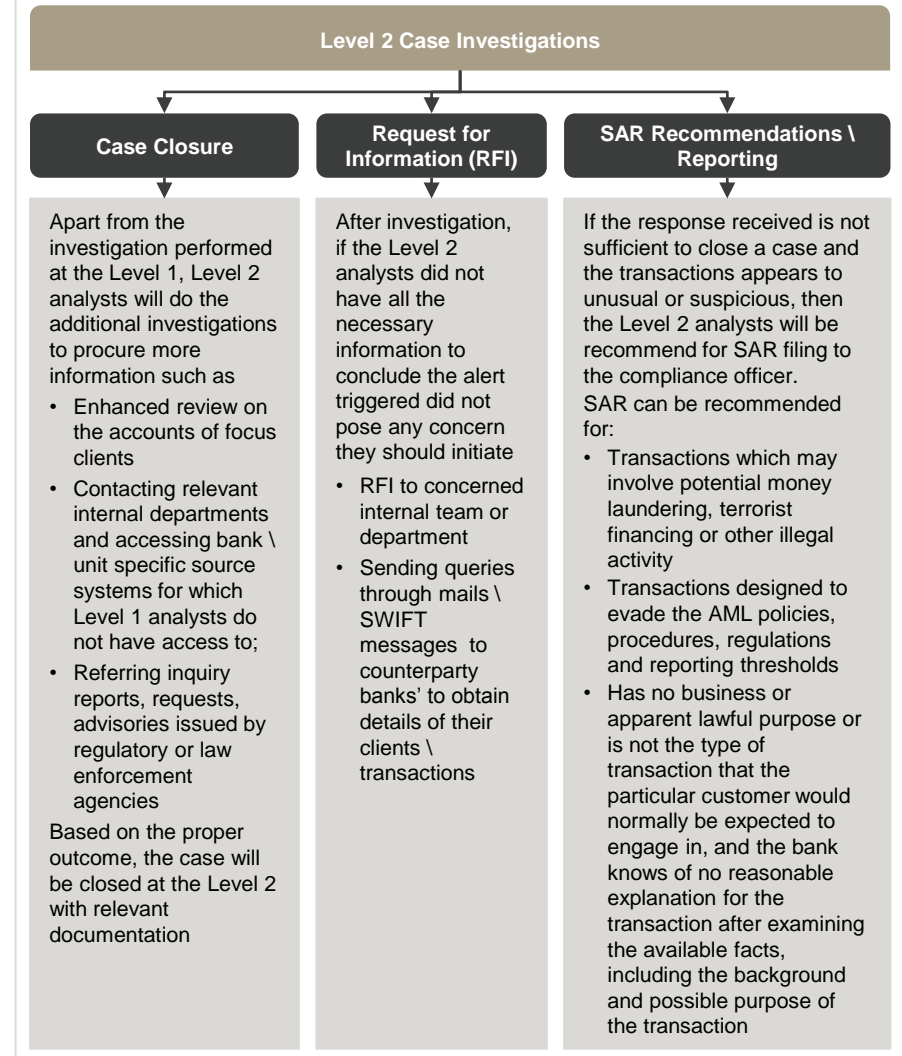 Level 2 Case Investigations
Case Closure
Request for
Information (RFI)
SAR Recommendations \
Reporting
Apart from the
investigation performed
at the Level 1, Level 2
analysts will do the
additional investigations
to procure more
information such as
• Enhanced review on
the accounts of focus
clients
• Contacting relevant
internal departments
and accessing bank \
unit specific source
systems for which
Level 1 analysts do
not have access to;
• Referring inquiry
reports, requests,
advisories issued by
regulatory or law
enforcement
agencies
Based on the proper
outcome, the case will
be closed at the Level 2
with relevant
documentation
After investigation,
if the Level 2
analysts did not
have all the
necessary
information to
conclude the alert
triggered did not
pose any concern
they should initiate
• RFI to concerned
internal team or
department
• Sending queries
through mails \
SWIFT
messages to
counterparty
banks’ to obtain
details of their
clients \
transactions
If the response received is not
sufficient to close a case and
the transactions appears to
unusual or suspicious, then
the Level 2 analysts will be
recommend for SAR filing to
the compliance officer.
SAR can be recommended
for:
• Transactions which may
involve potential money
laundering, terrorist
financing or other illegal
activity
• Transactions designed to
evade the AML policies,
procedures, regulations
and reporting thresholds
• Has no business or
apparent lawful purpose or
is not the type of
transaction that the
particular customer would
normally be expected to
engage in, and the bank
knows of no reasonable
explanation for the
transaction after examining
the available facts,
including the background
and possible purpose of
the transaction